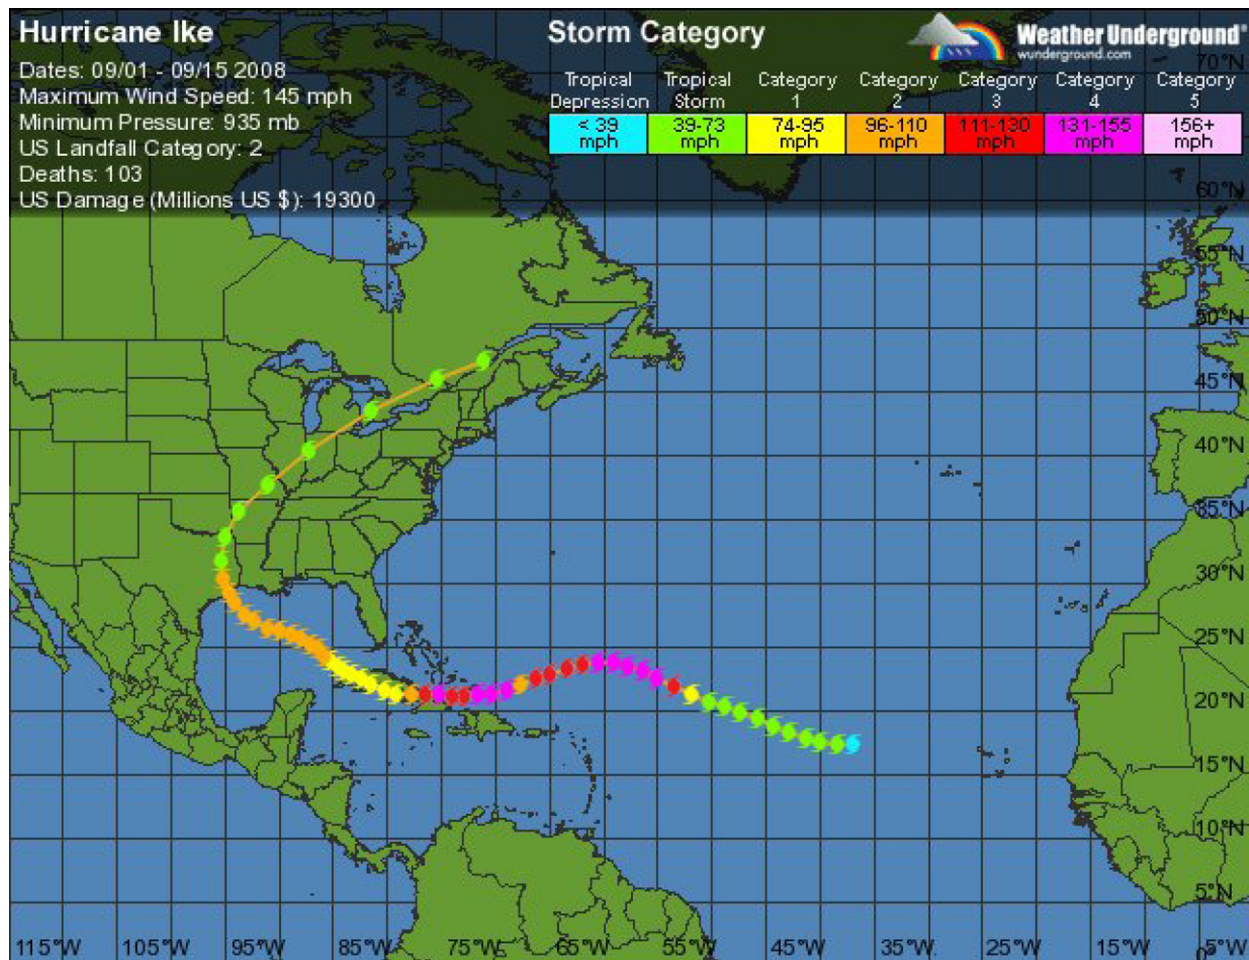 Hurricane Ike
Dates: 09/01 - 09/15 2008
Maximum Wind Speed: 145 mph
Minimum Pressure: 935 mb
US Landfall Category: 2
Deaths: 103
US Damage (Millions US $): 19300
Storm Category
Weather Underground®
wunderground.com
Tropical Depression
Tropical Storm
Category 1
Category 2
Category 3
Category 4
Category 5
< 39 mph
39-73 mph
74-95 mph
96-110 mph
111-130 mph
131-155 mph
156+ mph
70°N
60°N
55°N
50°N
45°N
40°N
35°N
30°N
25°N
20°N
15°N
10°N
5°N
0°
115°W 105°W 95°W 85°W 75°W 65°W 55°W 45°W 35°W 25°W 15°W 5°W